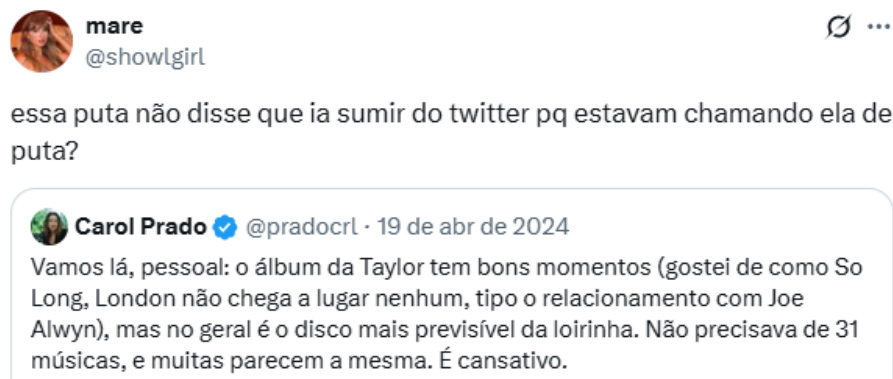 mare
@showlgirl
essa puta não disse que ia sumir do twitter pq estavam chamando ela de
puta?
Carol Prado @pradocrl · 19 de abr de 2024
Vamos lá, pessoal: o álbum da Taylor tem bons momentos (gostei de como So
Long, London não chega a lugar nenhum, tipo o relacionamento com Joe
Alwyn), mas no geral é o disco mais previsível da loirinha. Não precisava de 31
músicas, e muitas parecem a mesma. É cansativo.